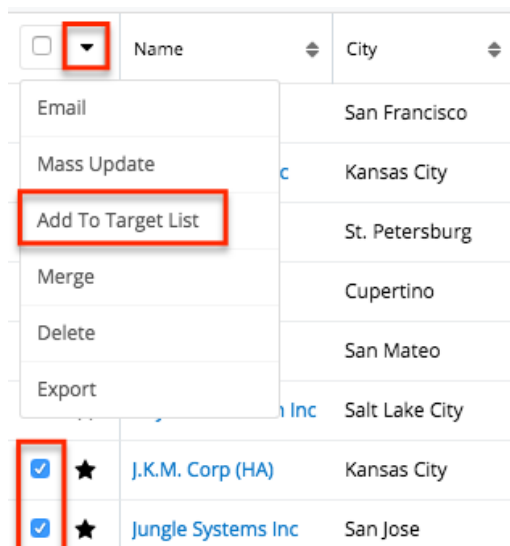 Name City
Email
San Francisco
Mass Update
c Kansas City
Add To Target List
St. Petersburg
Merge
Cupertino
Delete
San Mateo
Export
Inc Salt Lake City
J.K.M. Corp (HA) Kansas City
Jungle Systems Inc San Jose